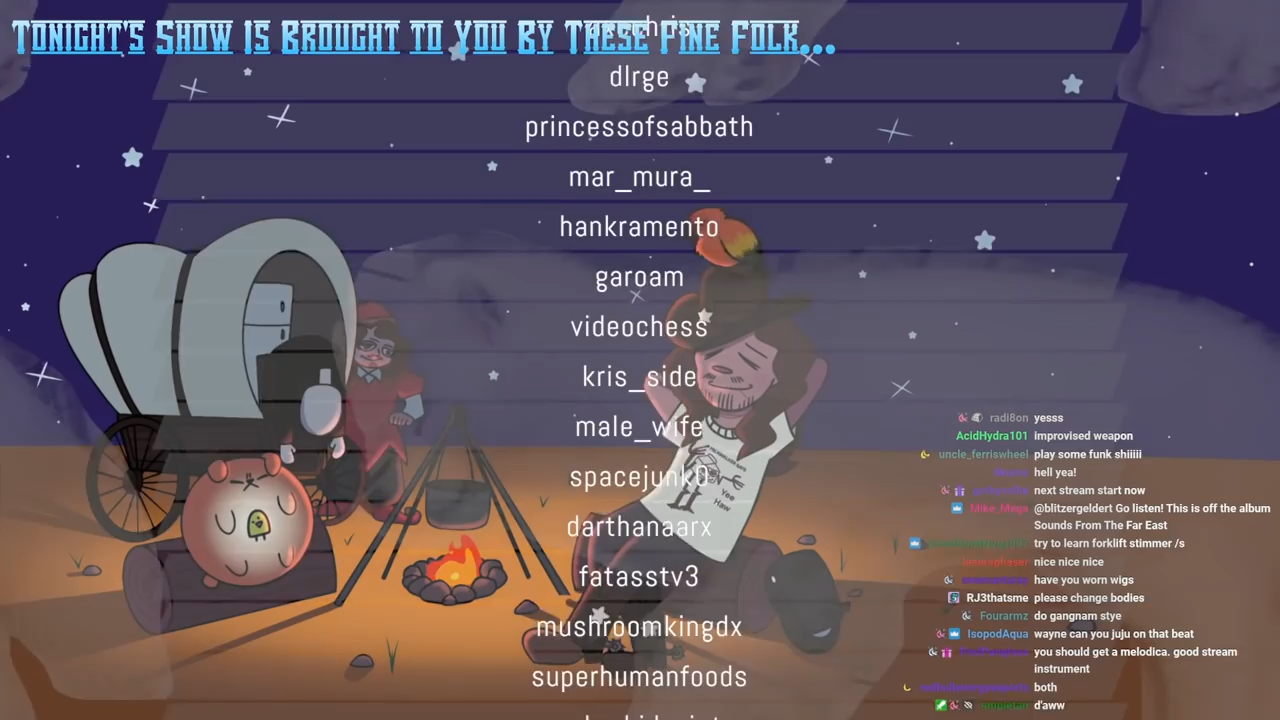 TONIGHT'S SHOW IS BROUGHT TO YOU BY THESE FINE FOLK...
dlrge
princessofsabbath
mar_mura_
hankramento
garoam
videochess
kris_side
male_wife
spacejunk0
darthanaarx
fatasstv3
mushroomkingdx
superhumanfoods
Yee
Haw
radi8on yesss
AcidHydra101 improvised weapon
uncle_ferriswheel play some funk shiiiii
hell yea!
next stream start now
Mike_Mega @blitzergeldert Go listen! This is off the album
Sounds From The Far East
try to learn forklift stimmer /s
nice nice nice
have you worn wigs
RJ3thatsme please change bodies
Fourarmz do gangnam stye
IsopodAqua wayne can you juju on that beat
you should get a melodica. good stream
instrument
both
d'aww